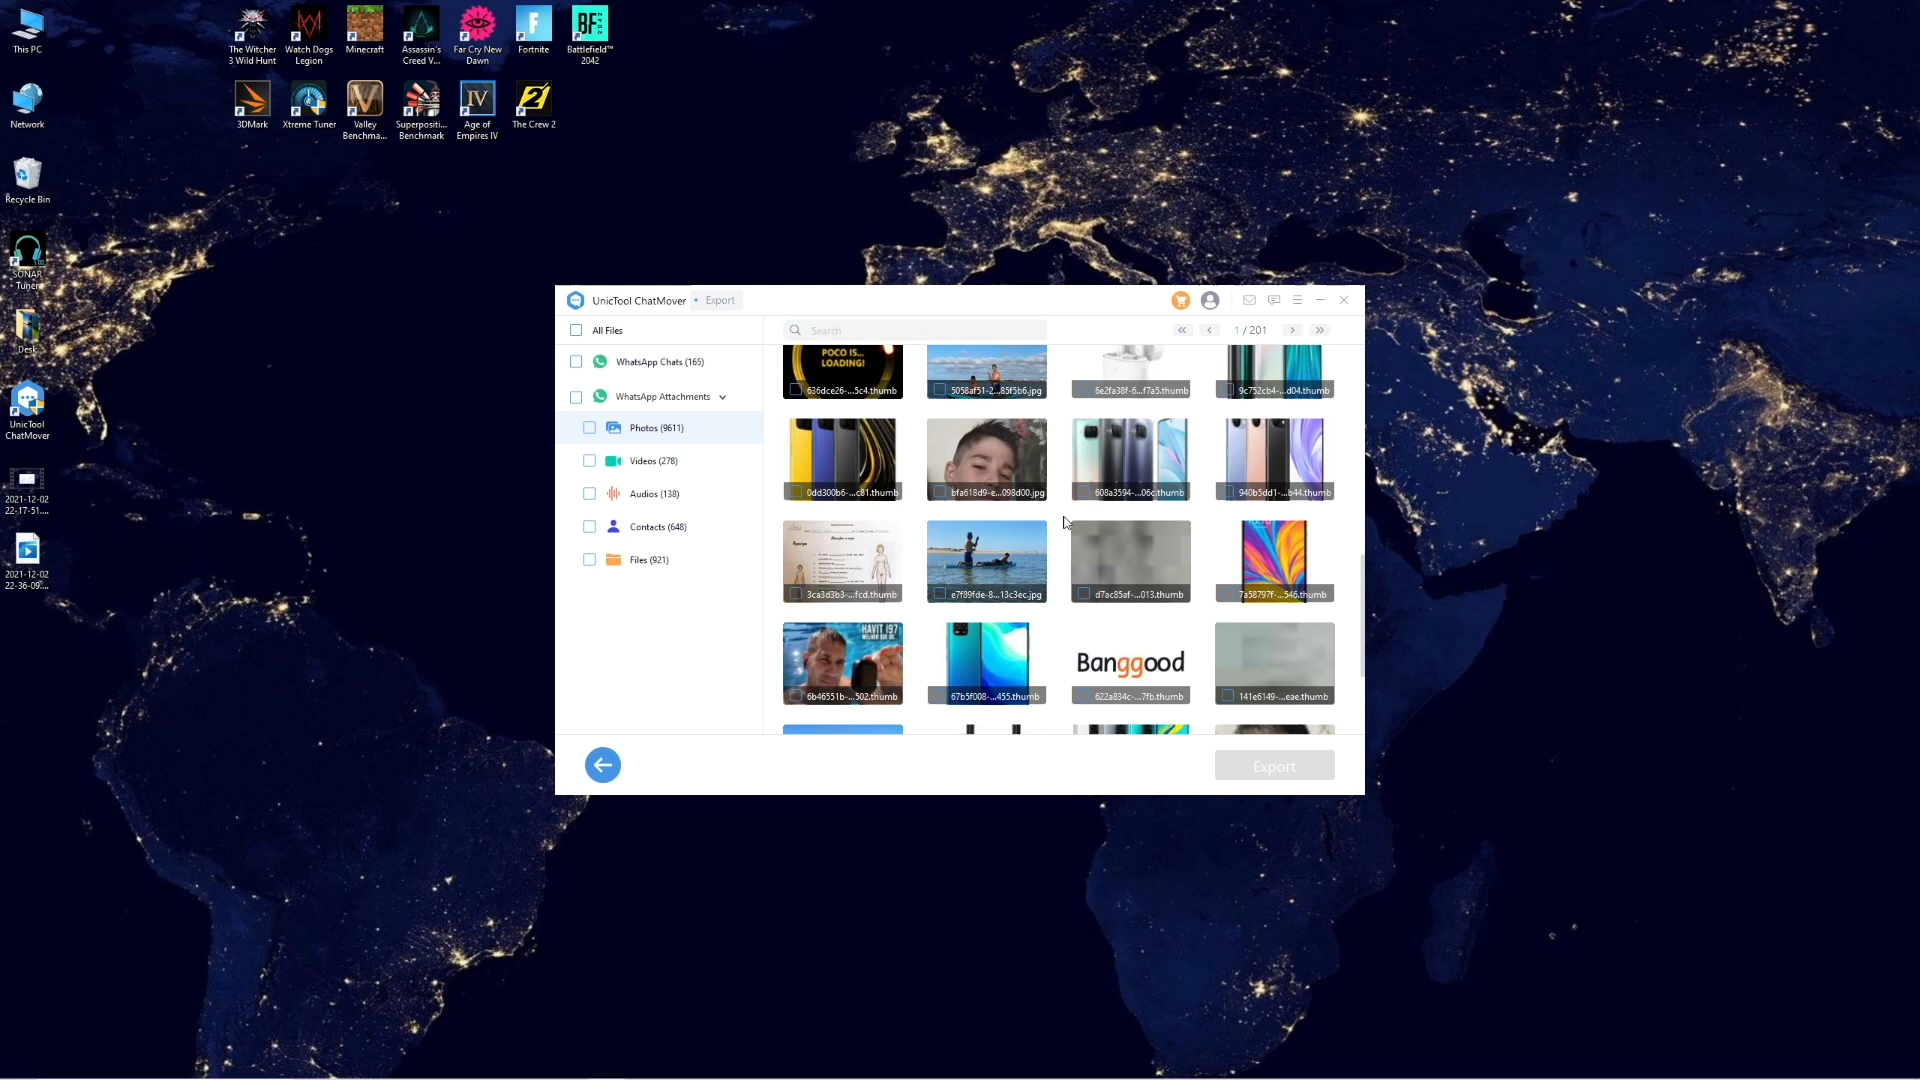 This PC
The Witcher
3 Wild Hunt
Watch Dogs
Legion
Minecraft
Assassin's
Creed V...
Far Cry New
Dawn
Fortnite
BF
2042
Battlefield™
2042
Network
3DMark
Xtreme Tuner
Valley
Benchma...
Superpositi...
Benchmark
IV
Age of
Empires IV
The Crew 2
Recycle Bin
SONAR
Tuner
Desk
UnicTool
ChatMover
2021-12-02
22-17-51....
2021-12-02
22-36-09....
UnicTool ChatMover • Export
All Files
Search
1 / 201
WhatsApp Chats (165)
WhatsApp Attachments
Photos (9611)
Videos (278)
Audios (138)
Contacts (648)
Files (921)
POCO IS...
LOADING!
636dce26-...5c4.thumb
5058af51-2...85f5b6.jpg
6e2fa38f-6...f7a5.thumb
9c752cb4-...d04.thumb
0dd300b6-...c81.thumb
bfa618d9-e...098d00.jpg
608a3594-...06c.thumb
940b5dd1-...b44.thumb
3ca3d3b3-...fcd.thumb
e7f89fde-8...13c3ec.jpg
d7ac85af-...013.thumb
7a58797f-...546.thumb
HAVIT I97
6b46551b-...502.thumb
67b5f008-...455.thumb
Banggood
622a834c-...7fb.thumb
141e6149-...eae.thumb
Export